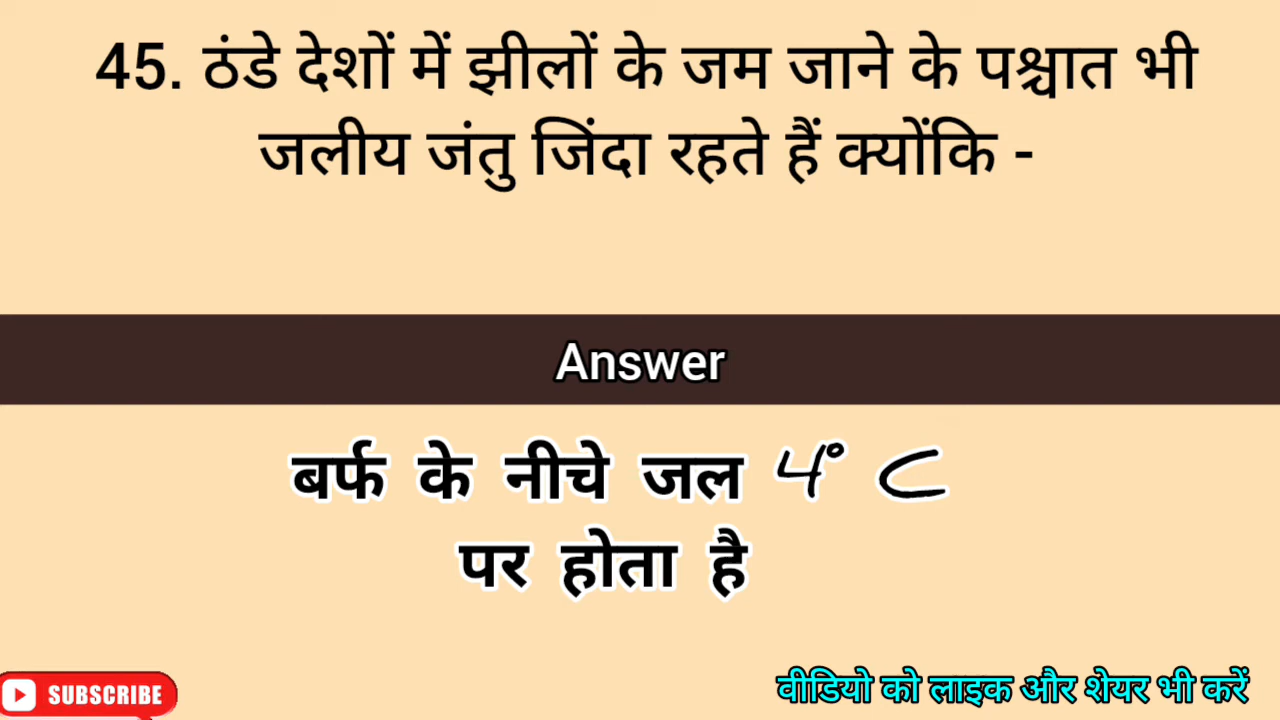 45. ठंडे देशों में झीलों के जम जाने के पश्चात भी
जलीय जंतु जिंदा रहते हैं क्योंकि -
Answer
बर्फ के नीचे जल 4° C
पर होता है
SUBSCRIBE
वीडियो को लाइक और शेयर भी करें